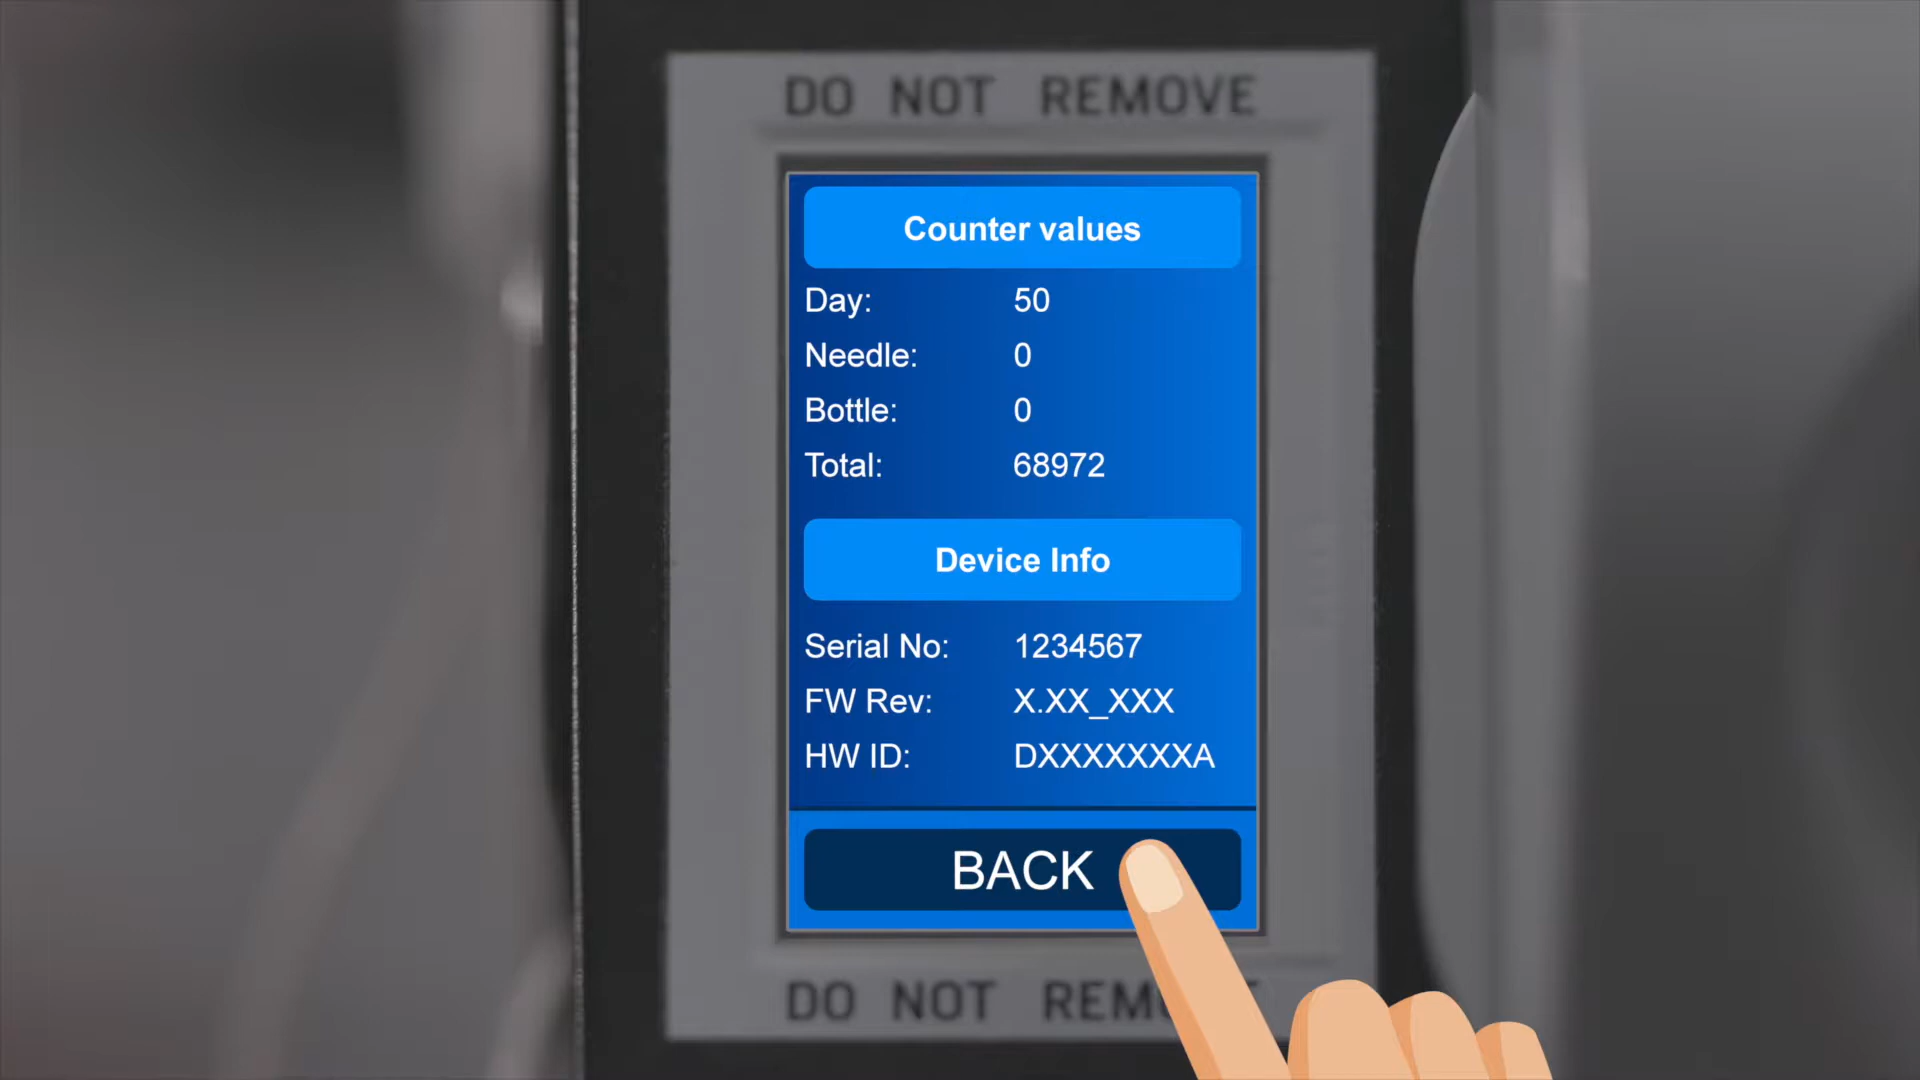 DO NOT REMOVE
Counter values
Day: 50
Needle: 0
Bottle: 0
Total: 68972
Device Info
Serial No: 1234567
FW Rev: X.XX_XXX
HW ID: DXXXXXXXA
BACK
DO NOT REM